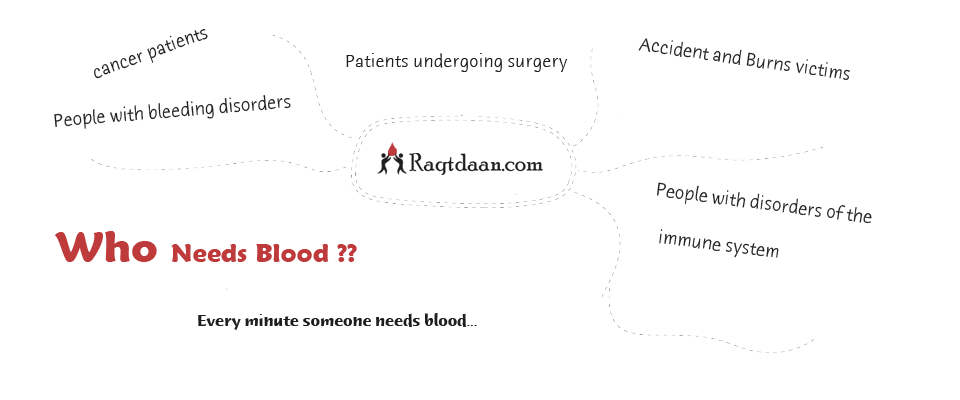 cancer patients
Patients undergoing surgery
Accident and Burns victims
People with bleeding disorders
Raqtdaan.com
People with disorders of the
immune system
Who Needs Blood ??
Every minute someone needs blood...